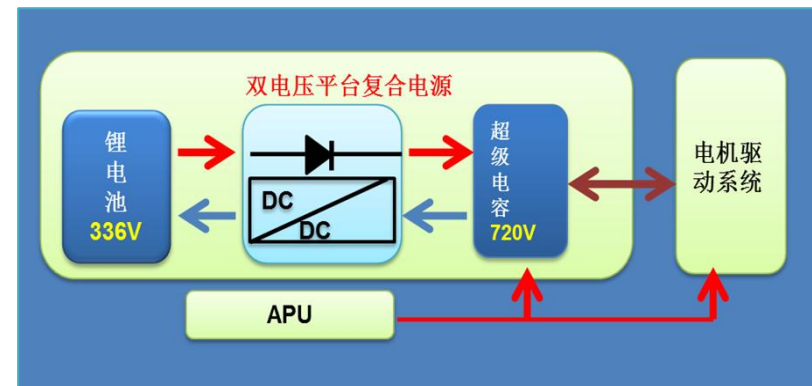 双电压平台复合电源
锂
电
池
336V
DC
DC
超
级
电
容
720V
电机驱
动系统
APU